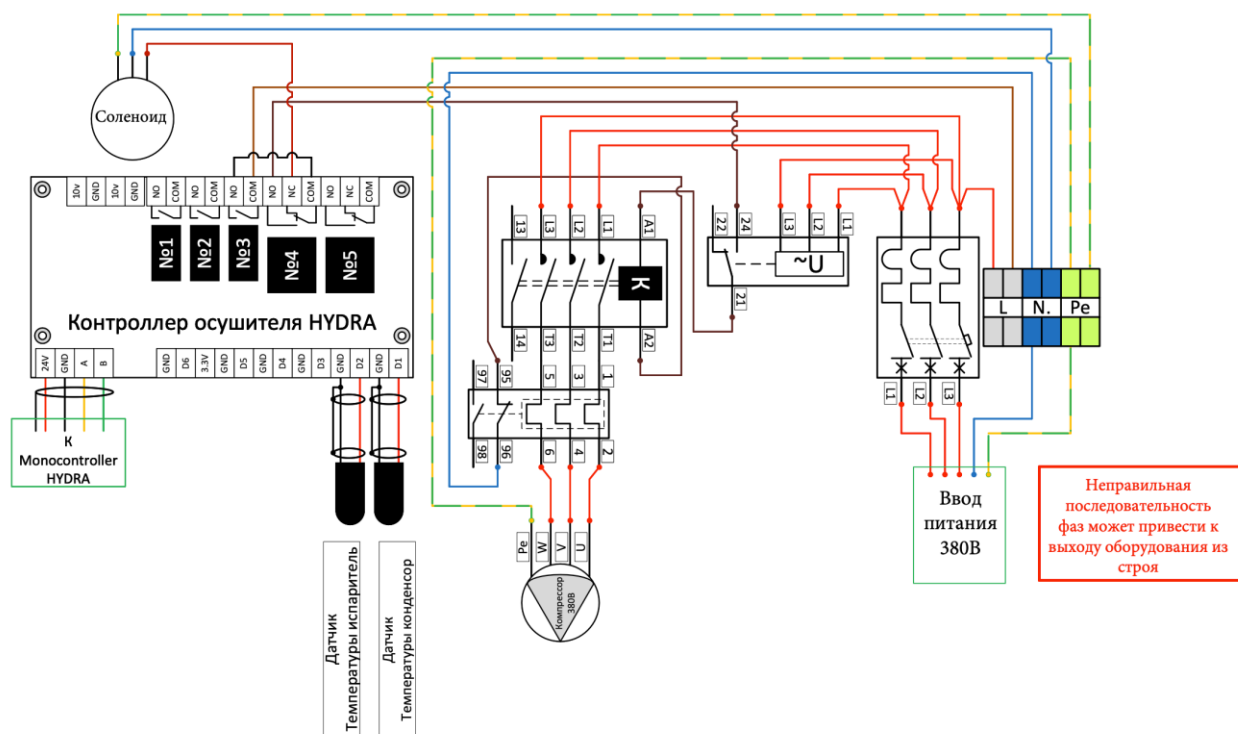 Соленоид
10v
GND
10v
GND
NO
COM
NO
COM
NO
COM
NO
NC
COM
NO
NC
COM
№1
№2
№3
№4
№5
Контроллер осушителя HYDRA
24V
GND
A
B
GND
D6
3.3V
GND
D5
GND
D4
GND
D3
GND
D2
GND
D1
К
Monocontroller
HYDRA
Датчик
Температуры испаритель
Датчик
Температуры конденсор
13
L3
L2
L1
A1
K
14
T3
T2
T1
A2
97
95
5
3
1
98
96
6
4
2
Pe
W
V
U
Компрессор
380В
22
24
L3
L2
L1
~U
21
L1
L2
L3
L
N.
Pe
Ввод
питания
380В
Неправильная
последовательность
фаз может привести к
выходу оборудования из
строя